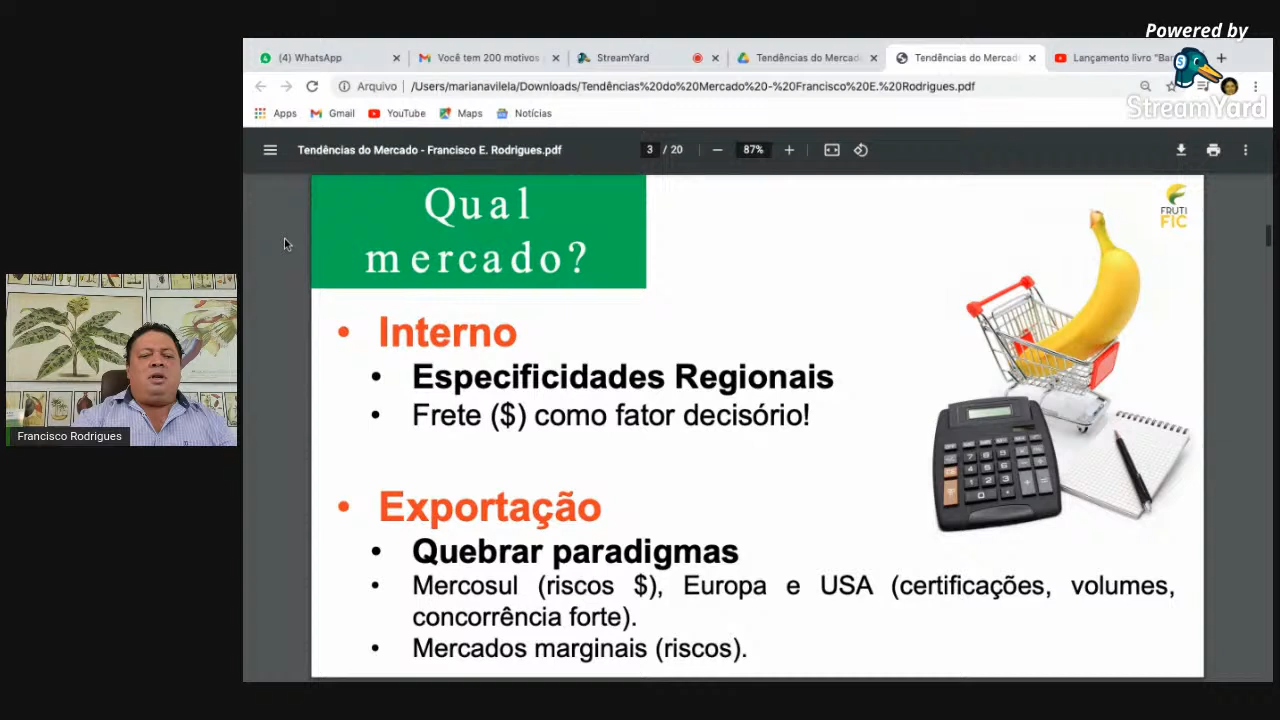 Powered by
StreamYard
(4) WhatsApp
Você tem 200 motivos
StreamYard
Tendências do Mercad
Tendências do Mercad
Lançamento livro "Ba
Arquivo
/Users/marianavilela/Downloads/Tendências%20do%20Mercado%20-%20Francisco%20E.%20Rodrigues.pdf
Apps
Gmail
YouTube
Maps
Notícias
Tendências do Mercado - Francisco E. Rodrigues.pdf
3 / 20
87%
Qual
mercado?
FRUTI
FIC
• Interno
• Especificidades Regionais
• Frete ($) como fator decisório!
• Exportação
• Quebrar paradigmas
• Mercosul (riscos $), Europa e USA (certificações, volumes,
concorrência forte).
• Mercados marginais (riscos).
Francisco Rodrigues